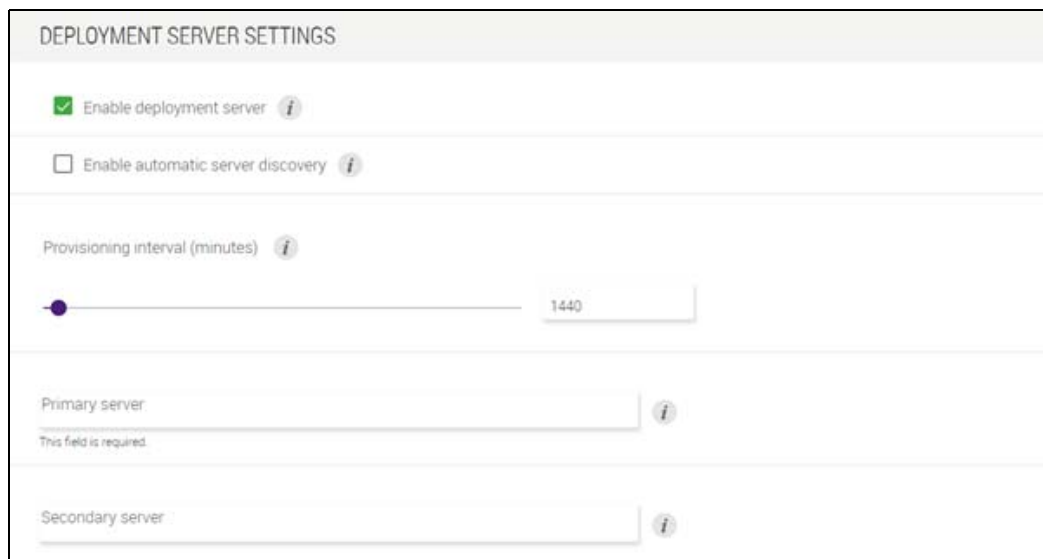 DEPLOYMENT SERVER SETTINGS
Enable deployment server i
Enable automatic server discovery i
Provisioning interval (minutes) i
1440
Primary server i
This field is required.
Secondary server i